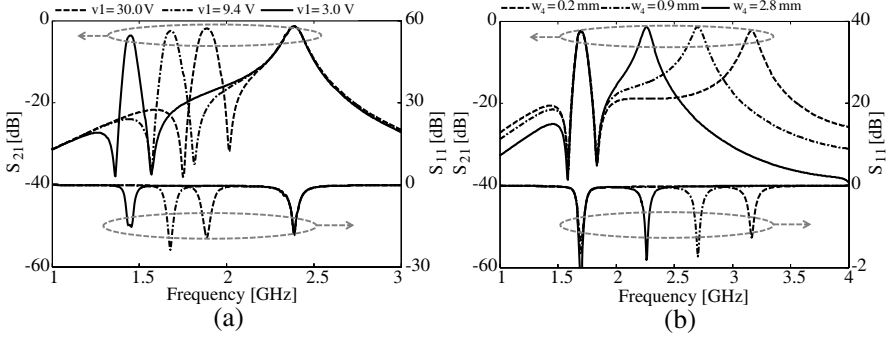 v1=30.0V v1=9.4 V v1=3.0 V
0
-20
-40
-60
S21 [dB]
60
30
0
-30
S11 [dB]
1 1.5 2 2.5 3
Frequency [GHz]
(a)
w4=0.2 mm w4=0.9 mm w4=2.8 mm
0
-20
-40
-60
S21 [dB]
40
20
0
S11 [dB]
1 1.5 2 2.5 3 3.5 4
Frequency [GHz]
(b)